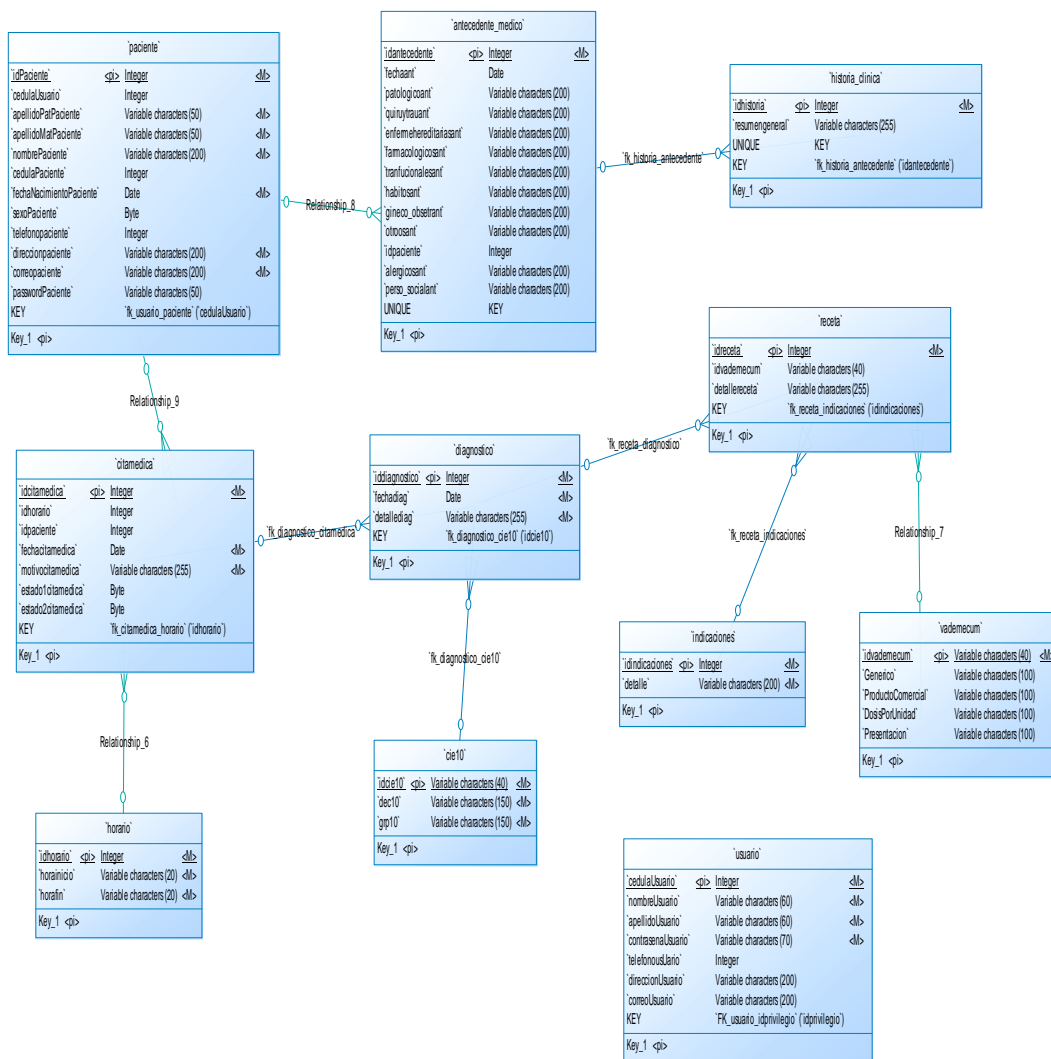 `paciente`
`idPaciente` <pi> Integer <M>
`cedulaUsuario` Integer
`apellidoPatPaciente` Variable characters (50) <M>
`apellidoMatPaciente` Variable characters (50) <M>
`nombrePaciente` Variable characters (200) <M>
`cedulaPaciente` Integer
`fechaNacimientoPaciente` Date <M>
`sexoPaciente` Byte
`telefonopaciente` Integer
`direccionpaciente` Variable characters (200) <M>
`correopaciente` Variable characters (200) <M>
`passwordPaciente` Variable characters (50)
KEY `fk_usuario_paciente` (`cedulaUsuario`)
Key_1 <pi>
`antecedente_medico`
`idantecedente` <pi> Integer <M>
`fechaant` Date
`patologicoant` Variable characters (200)
`quiruytrauant` Variable characters (200)
`enfermehereditariasant` Variable characters (200)
`farmacologicosant` Variable characters (200)
`tranfucionalesant` Variable characters (200)
`habitosant` Variable characters (200)
`gineco_obsetrant` Variable characters (200)
`otroosant` Variable characters (200)
`idpaciente` Integer
`alergicosant` Variable characters (200)
`perso_socialant` Variable characters (200)
UNIQUE KEY
Key_1 <pi>
`historia_clinica`
`idhistoria` <pi> Integer <M>
`resumengeneral` Variable characters (255)
UNIQUE KEY
KEY `fk_historia_antecedente` (`idantecedente`)
Key_1 <pi>
`fk_historia_antecedente`
Relationship_8
Relationship_9
`receta`
`idreceta` <pi> Integer <M>
`idvademecum` Variable characters (40)
`detallereceta` Variable characters (255)
KEY `fk_receta_indicaciones` (`idindicaciones`)
Key_1 <pi>
`citamedica`
`idcitamedica` <pi> Integer <M>
`idhorario` Integer
`idpaciente` Integer
`fechacitamedica` Date <M>
`motivocitamedica` Variable characters (255) <M>
`estado1citamedica` Byte
`estado2citamedica` Byte
KEY `fk_citamedica_horario` (`idhorario`)
Key_1 <pi>
`diagnostico`
`iddiagnostico` <pi> Integer <M>
`fechadiag` Date <M>
`detallediag` Variable characters (255) <M>
KEY `fk_diagnostico_cie10` (`idcie10`)
Key_1 <pi>
`fk_receta_diagnostico`
`fk_diagnostico_citamedica`
`fk_receta_indicaciones`
Relationship_7
`fk_diagnostico_cie10`
Relationship_6
`indicaciones`
`idindicaciones` <pi> Integer <M>
`detalle` Variable characters (200) <M>
Key_1 <pi>
`vademecum`
`idvademecum` <pi> Variable characters (40) <M>
`Generico` Variable characters (100)
`ProductoComercial` Variable characters (100)
`DosisPorUnidad` Variable characters (100)
`Presentacion` Variable characters (100)
Key_1 <pi>
`cie10`
`idcie10` <pi> Variable characters (40) <M>
`dec10` Variable characters (150) <M>
`grp10` Variable characters (150) <M>
Key_1 <pi>
`horario`
`idhorario` <pi> Integer <M>
`horainicio` Variable characters (20) <M>
`horafin` Variable characters (20) <M>
Key_1 <pi>
`usuario`
`cedulaUsuario` <pi> Integer <M>
`nombreUsuario` Variable characters (60) <M>
`apellidoUsuario` Variable characters (60) <M>
`contrasenaUsuario` Variable characters (70) <M>
`telefonousUario` Integer
`direccionUsuario` Variable characters (200)
`correoUsuario` Variable characters (200)
KEY `FK_usuario_idprivilegio` (`idprivilegio`)
Key_1 <pi>